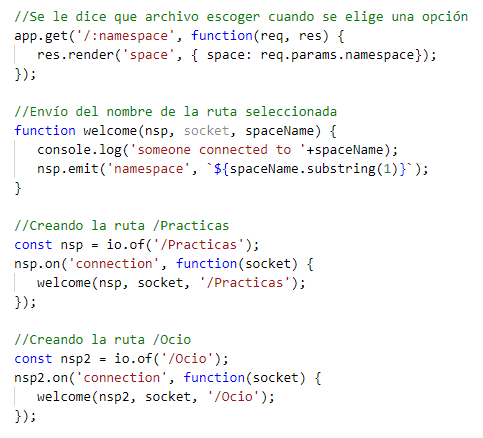 //Se le dice que archivo escoger cuando se elige una opción
app.get('/:namespace', function(req, res) {
   res.render('space', { space: req.params.namespace});
});

//Envío del nombre de la ruta seleccionada
function welcome(nsp, socket, spaceName) {
   console.log('someone connected to '+spaceName);
   nsp.emit('namespace', `${spaceName.substring(1)}`);
}

//Creando la ruta /Practicas
const nsp = io.of('/Practicas');
nsp.on('connection', function(socket) {
   welcome(nsp, socket, '/Practicas');
});

//Creando la ruta /Ocio
const nsp2 = io.of('/Ocio');
nsp2.on('connection', function(socket) {
   welcome(nsp2, socket, '/Ocio');
});